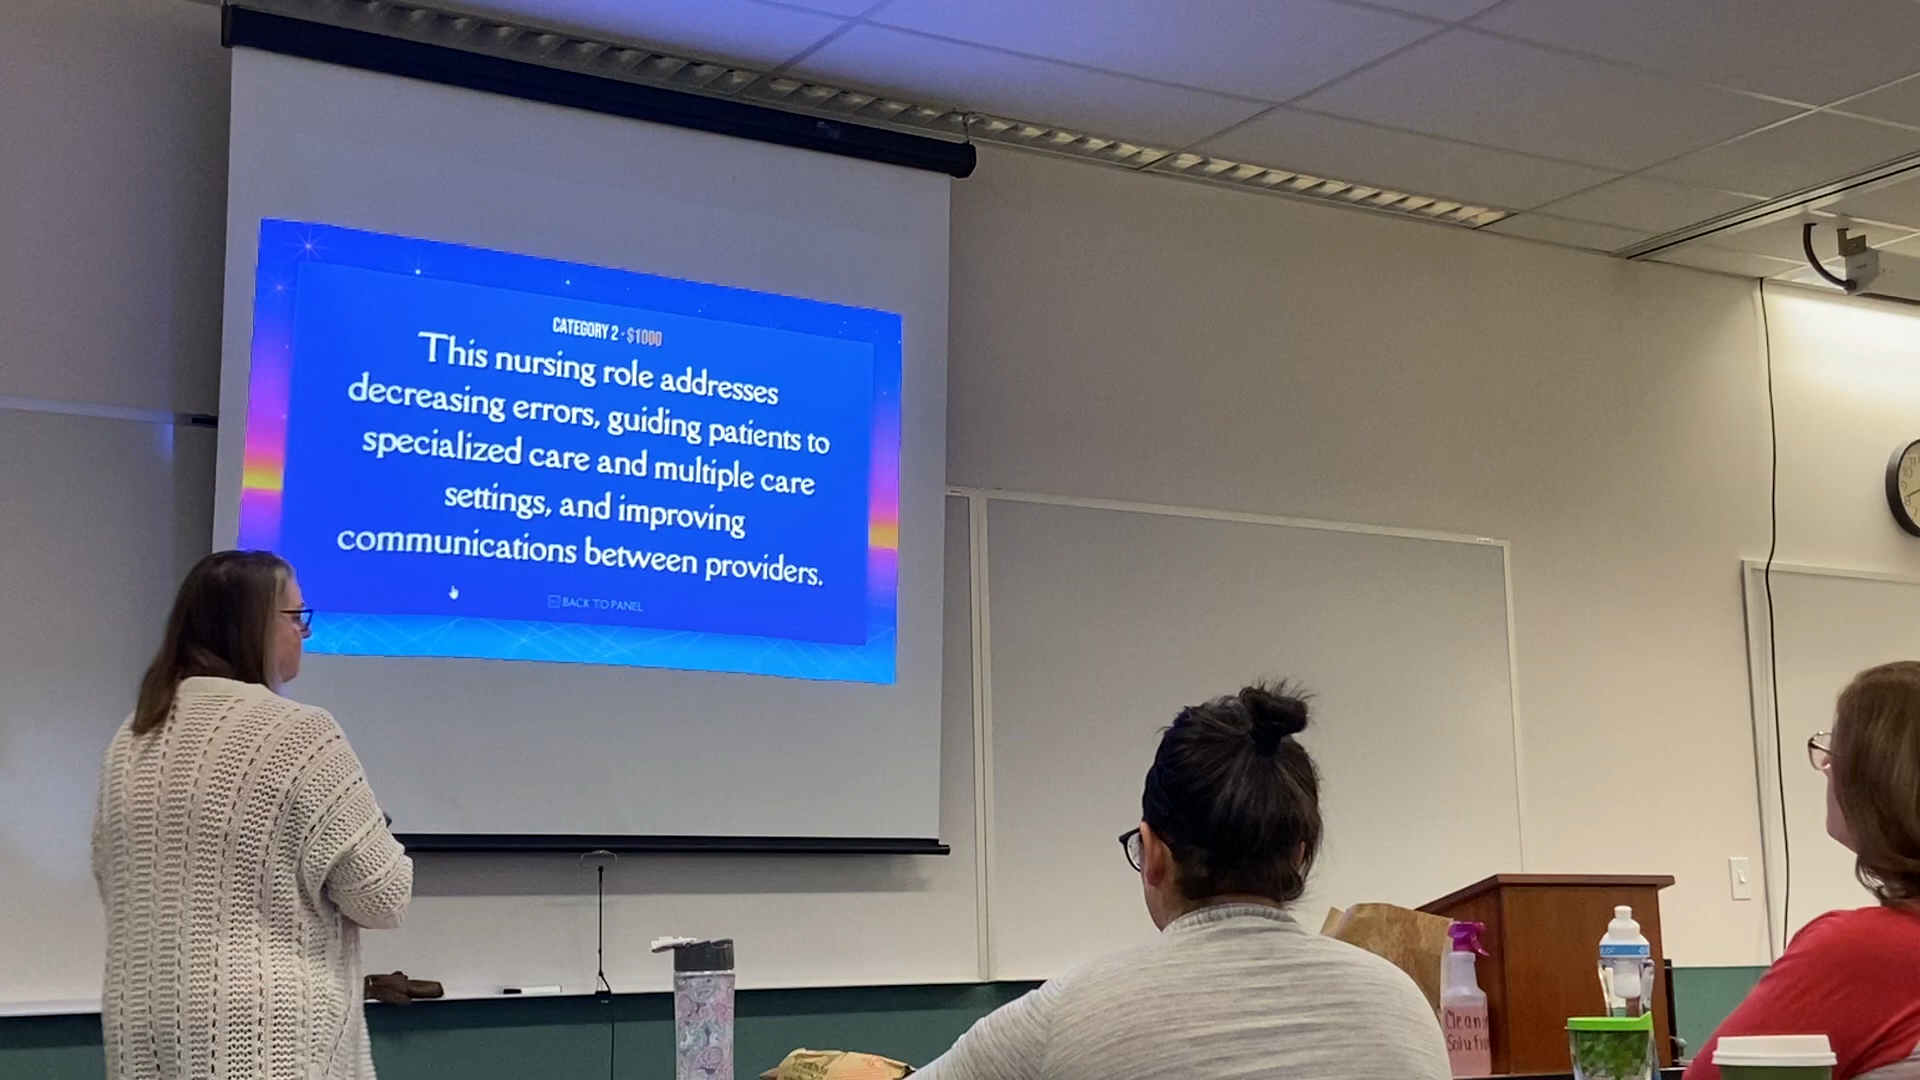 CATEGORY 2 - $1000
This nursing role addresses
decreasing errors, guiding patients to
specialized care and multiple care
settings, and improving
communications between providers.
BACK TO PANEL